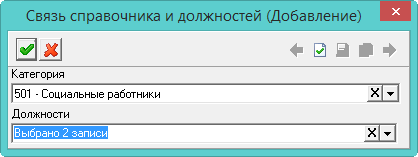 Связь справочника и должностей (Добавление)
Категория
501 - Социальные работники
Должности
Выбрано 2 записи